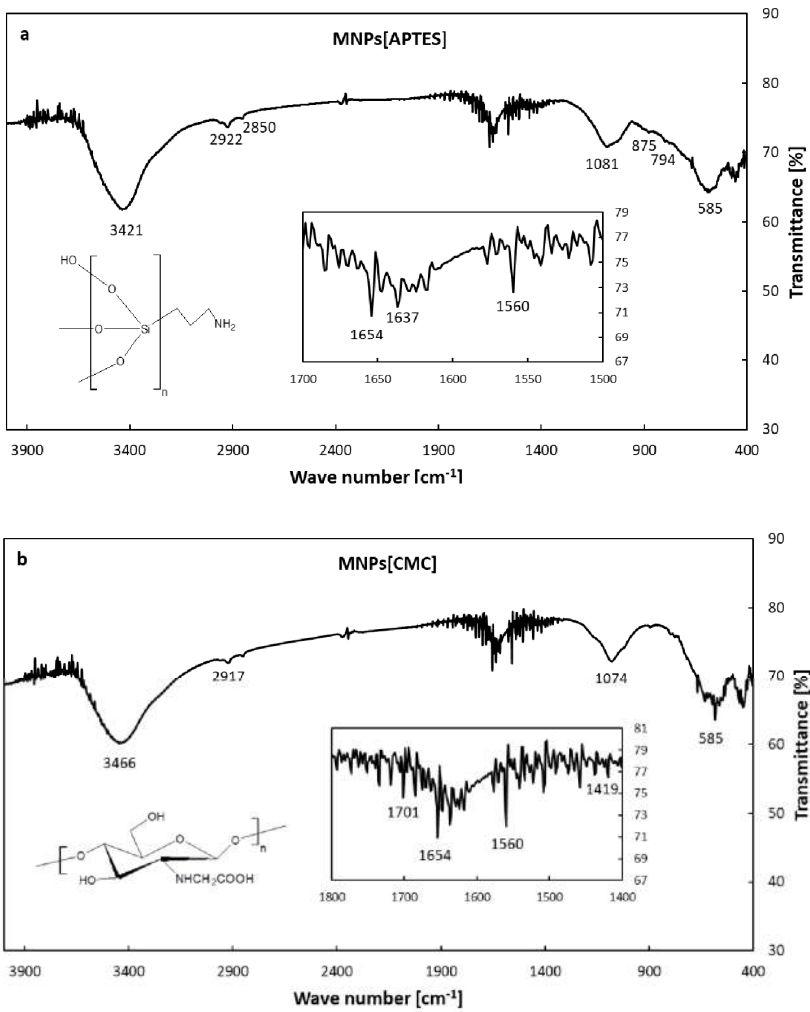 a
MNPs[APTES]
90
80
70
60
50
40
30
Transmittance [%]
2922
2850
3421
1081
875
794
585
HO
O
O
Si
NH2
O
n
79
77
75
73
71
69
67
1654
1637
1560
1700 1650 1600 1550 1500
3900 3400 2900 2400 1900 1400 900 400
Wave number [cm-1]
b
MNPs[CMC]
90
80
70
60
50
40
30
Transmittance [%]
2917
3466
1074
585
OH
O
O
O
n
HO
NHCH2COOH
81
79
77
75
73
71
69
67
1701
1654
1560
1419
1800 1700 1600 1500 1400
3900 3400 2900 2400 1900 1400 900 400
Wave number [cm-1]